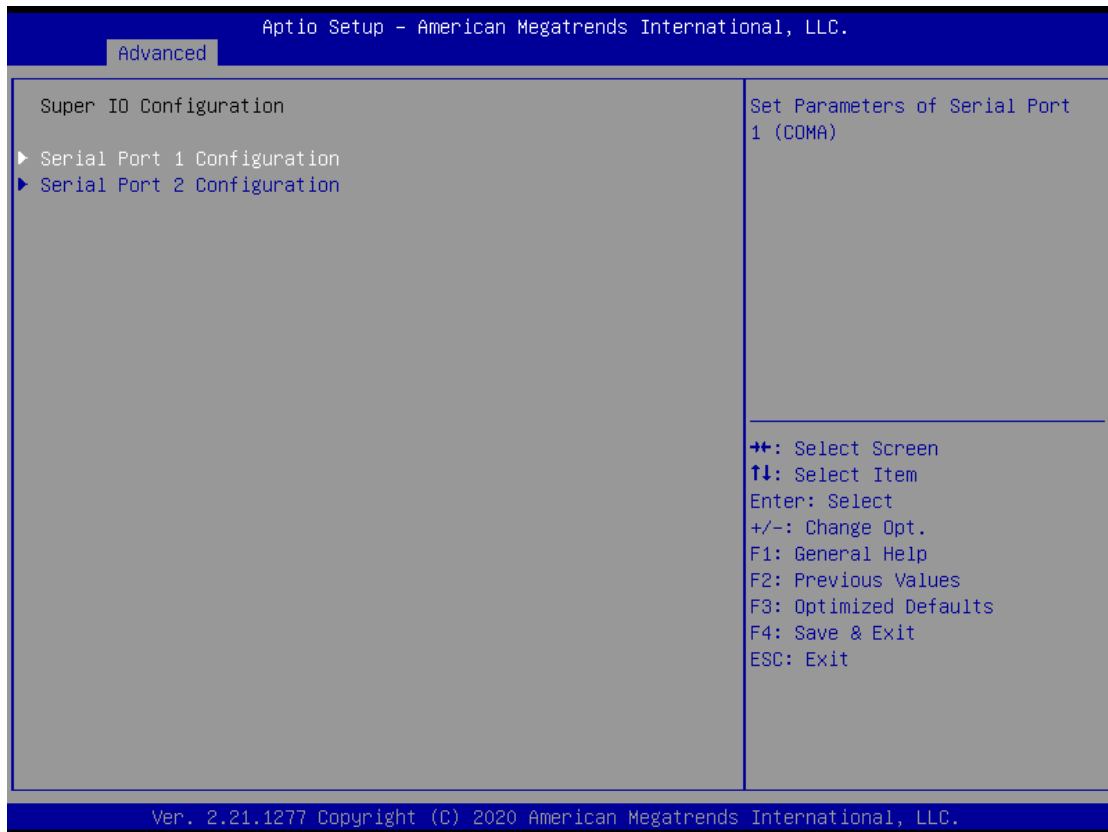 Aptio Setup – American Megatrends International, LLC.
Advanced
Super IO Configuration
Serial Port 1 Configuration
Serial Port 2 Configuration
Set Parameters of Serial Port
1 (COMA)
→←: Select Screen
↑↓: Select Item
Enter: Select
+/-: Change Opt.
F1: General Help
F2: Previous Values
F3: Optimized Defaults
F4: Save & Exit
ESC: Exit
Ver. 2.21.1277 Copyright (C) 2020 American Megatrends International, LLC.